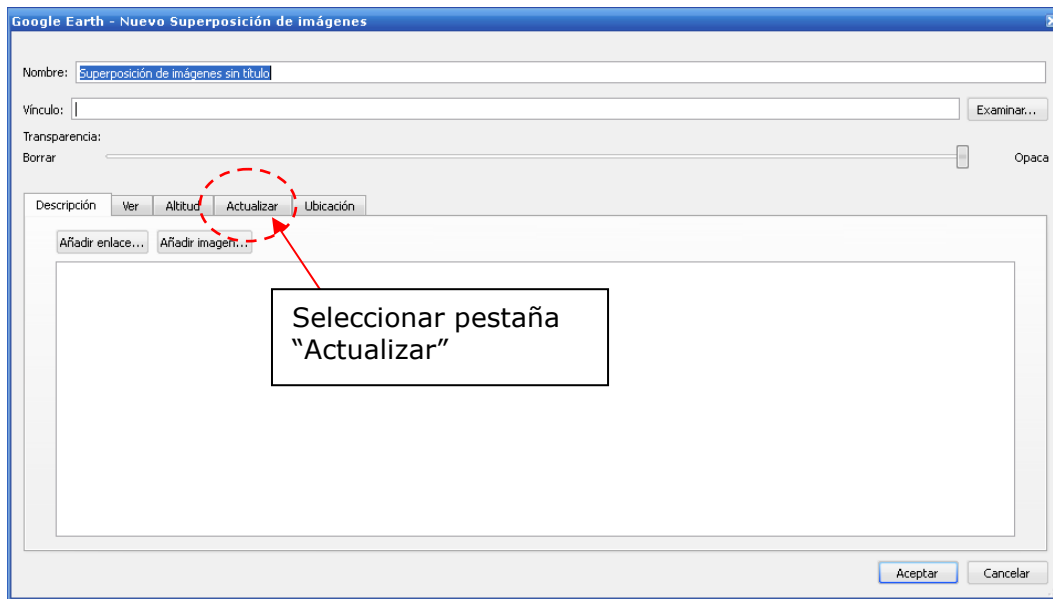 Google Earth - Nuevo Superposición de imágenes
Nombre: Superposición de imágenes sin título
Vínculo: Examinar...
Transparencia:
Borrar Opaca
Descripción Ver Altitud Actualizar Ubicación
Añadir enlace... Añadir imagen...
Seleccionar pestaña
“Actualizar”
Aceptar Cancelar